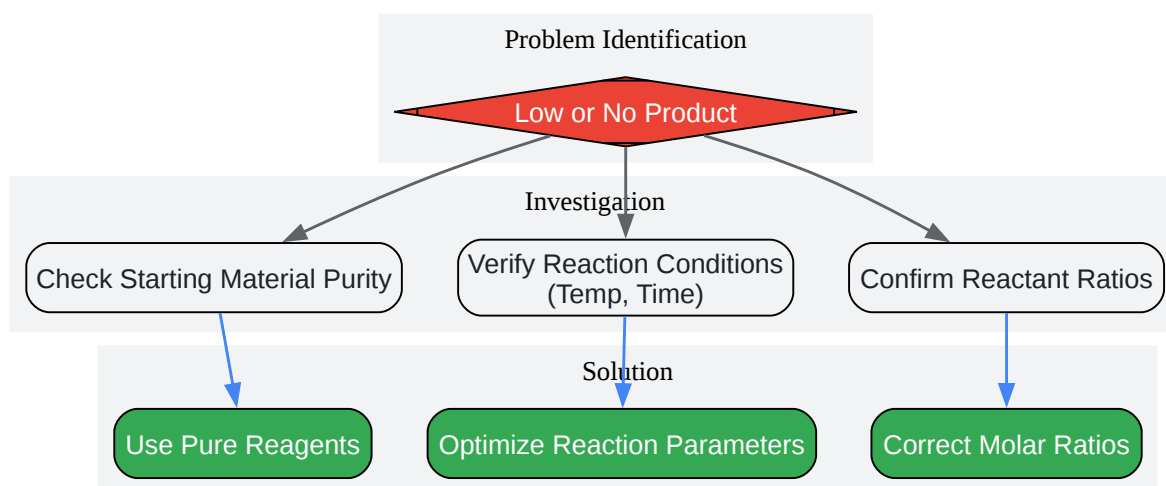 Problem Identification
Low or No Product
Investigation
Check Starting Material Purity
Verify Reaction Conditions
(Temp, Time)
Confirm Reactant Ratios
Solution
Use Pure Reagents
Optimize Reaction Parameters
Correct Molar Ratios